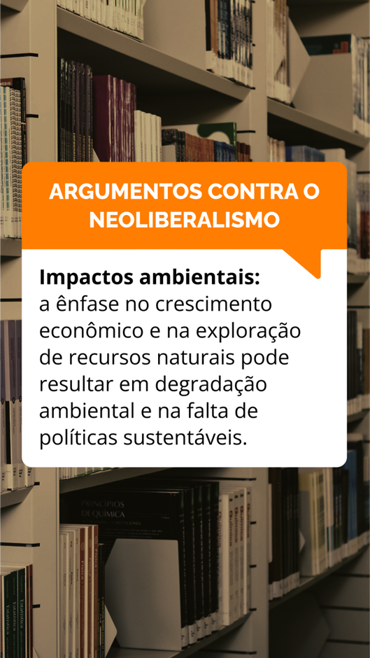 ARGUMENTOS CONTRA O
NEOLIBERALISMO
Impactos ambientais:
a ênfase no crescimento
econômico e na exploração
de recursos naturais pode
resultar em degradação
ambiental e na falta de
políticas sustentáveis.
PRINCÍPIOS
DE QUÍMICA